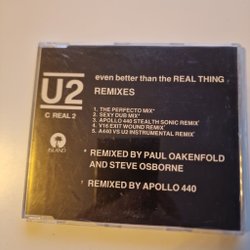 U2
C REAL 2
ISLAND
even better than the REAL THING
REMIXES
1. THE PERFECTO MIX*
2. SEXY DUB MIX*
3. APOLLO 440 STEALTH SONIC REMIX'
4. V16 EXIT WOUND REMIX'
5. A440 VS U2 INSTRUMENTAL REMIX'
* REMIXED BY PAUL OAKENFOLD
AND STEVE OSBORNE
' REMIXED BY APOLLO 440